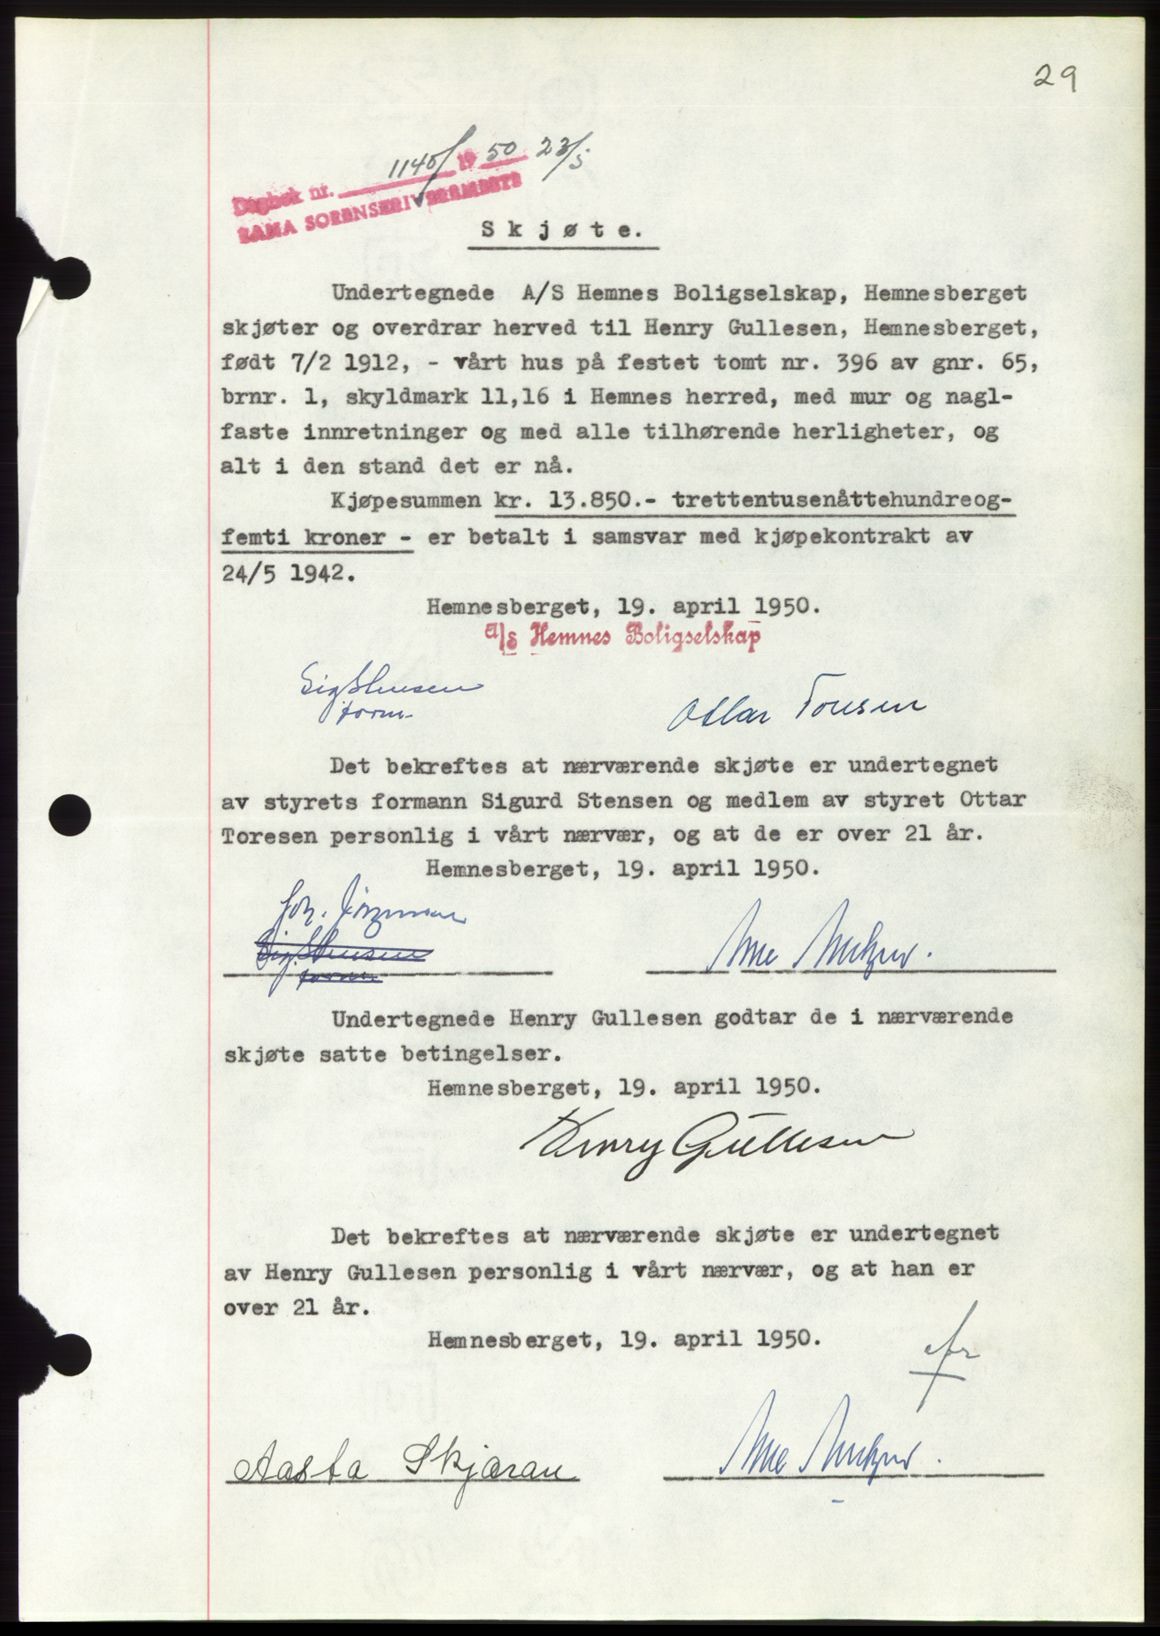 29
Dagbok nr. 1140/ 1950 23/5
RANA SORENSKRIVEREMBETE
Skjøte.
Undertegnede A/S Hemnes Boligselskap, Hemnesberget
skjøter og overdrar herved til Henry Gullesen, Hemnesberget,
født 7/2 1912, - vårt hus på festet tomt nr. 396 av gnr. 65,
brnr. 1, skyldmark 11,16 i Hemnes herred, med mur og nagl-
faste innretninger og med alle tilhørende herligheter, og
alt i den stand det er nå.
Kjøpesummen kr. 13.850.- trettentusenåttehundreog-
femti kroner - er betalt i samsvar med kjøpekontrakt av
24/5 1942.
Hemnesberget, 19. april 1950.
A/S Hemnes Boligselskap
Sig Stensen
form.
Ottar Toresen
Det bekreftes at nærværende skjøte er undertegnet
av styrets formann Sigurd Stensen og medlem av styret Ottar
Toresen personlig i vårt nærvær, og at de er over 21 år.
Hemnesberget, 19. april 1950.
Sig. Stensen
form
Undertegnede Henry Gullesen godtar de i nærværende
skjøte satte betingelser.
Hemnesberget, 19. april 1950.
Henry Gullesen
Det bekreftes at nærværende skjøte er undertegnet
av Henry Gullesen personlig i vårt nærvær, og at han er
over 21 år.
Hemnesberget, 19. april 1950.
Aasta Skjæran